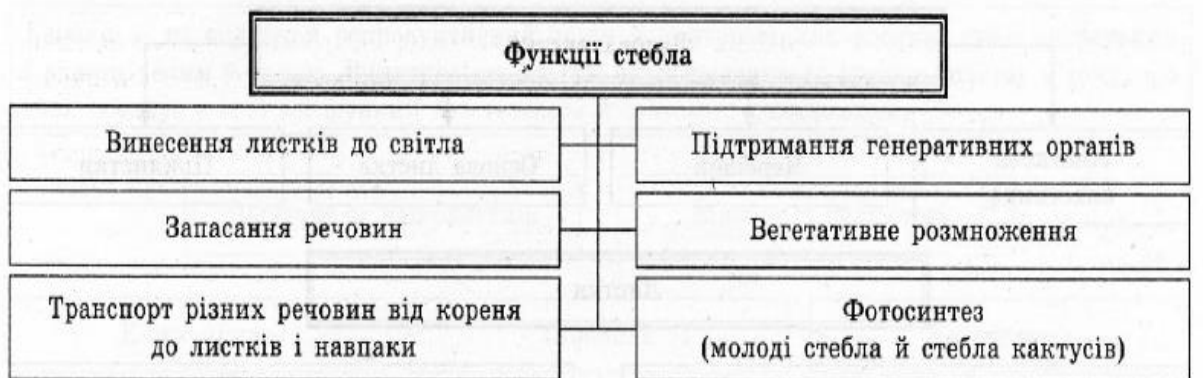 Функції стебла
Винесення листків до світла
Підтримання генеративних органів
Запасання речовин
Вегетативне розмноження
Транспорт різних речовин від кореня
до листків і навпаки
Фотосинтез
(молоді стебла й стебла кактусів)